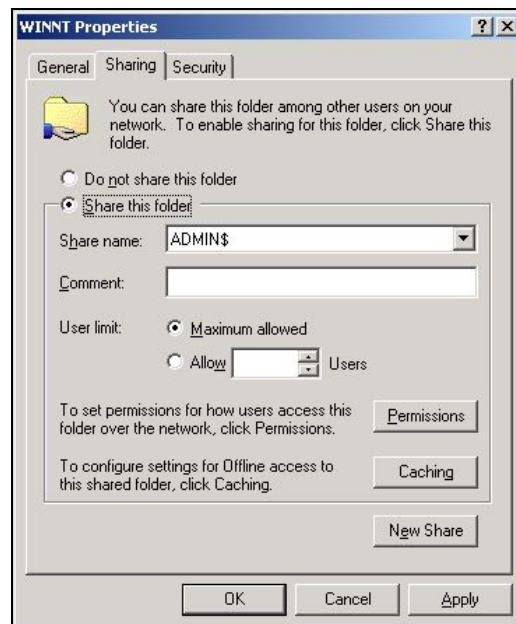 WINNT Properties
General Sharing Security
You can share this folder among other users on your
network. To enable sharing for this folder, click Share this
folder.
Do not share this folder
Share this folder
Share name: ADMIN$
Comment:
User limit: Maximum allowed
Allow Users
To set permissions for how users access this
folder over the network, click Permissions.
Permissions
To configure settings for Offline access to
this shared folder, click Caching.
Caching
New Share
OK Cancel Apply